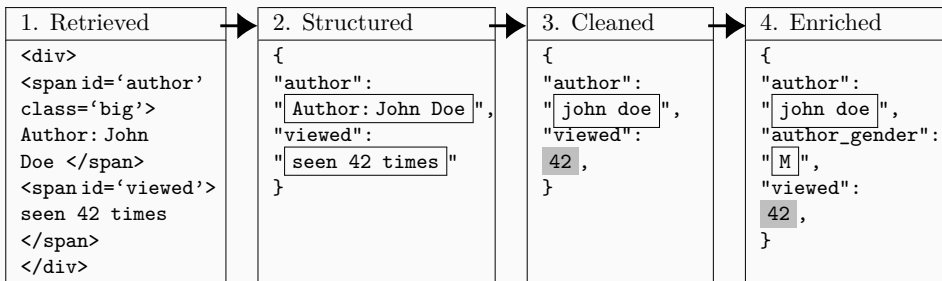 1. Retrieved
<div>
<span id=‘author’
class=‘big’>
Author: John
Doe </span>
<span id=‘viewed’>
seen 42 times
</span>
</div>
2. Structured
{
"author":
" Author: John Doe ",
"viewed":
" seen 42 times "
}
3. Cleaned
{
"author":
" john doe ",
"viewed":
42 ,
}
4. Enriched
{
"author":
" john doe ",
"author_gender":
" M ",
"viewed":
42 ,
}